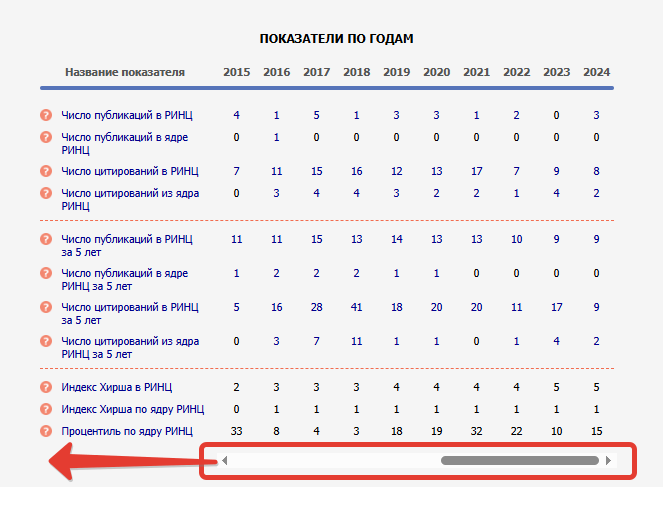 ПОКАЗАТЕЛИ ПО ГОДАМ
Название показателя 2015 2016 2017 2018 2019 2020 2021 2022 2023 2024
? Число публикаций в РИНЦ 4 1 5 1 3 3 1 2 0 3
? Число публикаций в ядре 0 1 0 0 0 0 0 0 0 0
РИНЦ
? Число цитирований в РИНЦ 7 11 15 16 12 13 17 7 9 8
? Число цитирований из ядра 0 3 4 4 3 2 2 1 4 2
РИНЦ
? Число публикаций в РИНЦ 11 11 15 13 14 13 13 10 9 9
за 5 лет
? Число публикаций в ядре 1 2 2 2 1 1 0 0 0 0
РИНЦ за 5 лет
? Число цитирований в РИНЦ 5 16 28 41 18 20 20 11 17 9
за 5 лет
? Число цитирований из ядра 0 3 7 11 1 1 0 1 4 2
РИНЦ за 5 лет
? Индекс Хирша в РИНЦ 2 3 3 3 4 4 4 4 5 5
? Индекс Хирша по ядру РИНЦ 0 1 1 1 1 1 1 1 1 1
? Процентиль по ядру РИНЦ 33 8 4 3 18 19 32 22 10 15